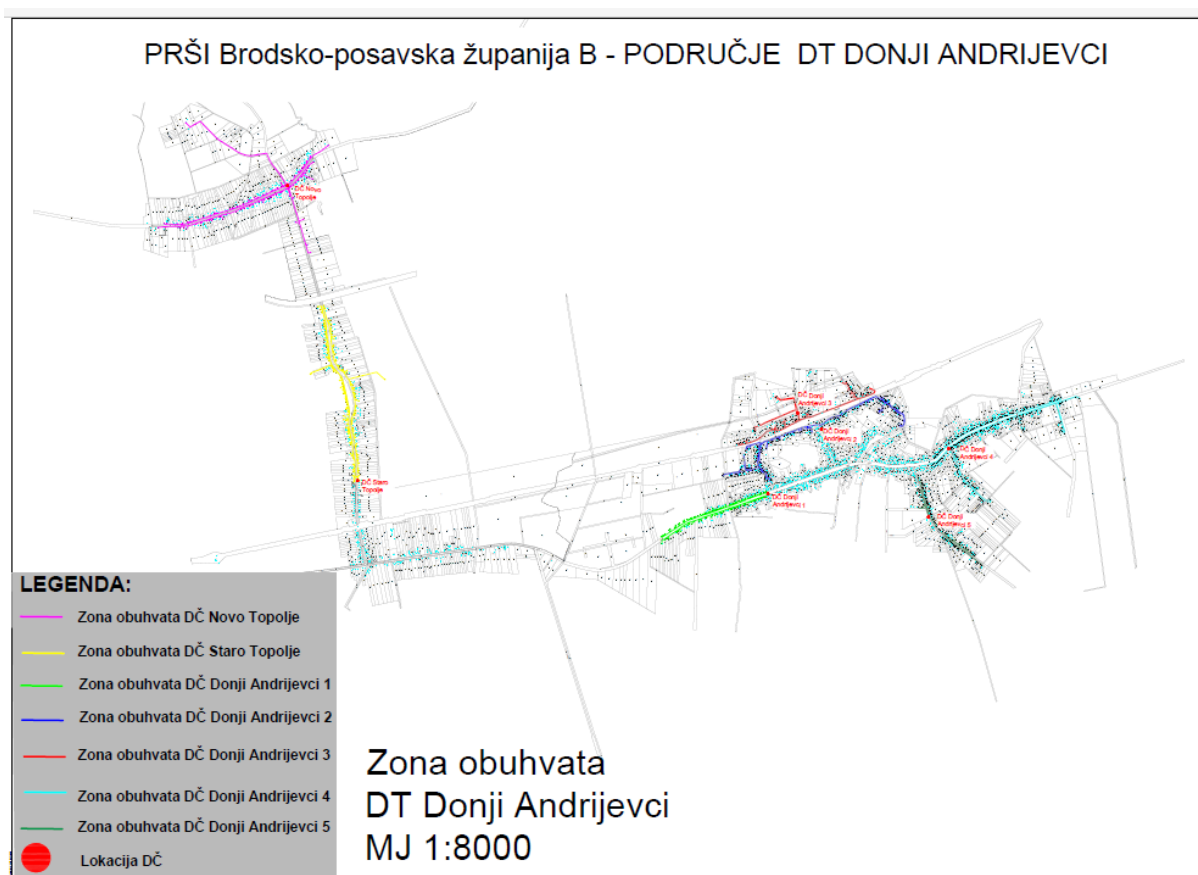 PRŠI Brodsko-posavska županija B - PODRUČJE DT DONJI ANDRIJEVCI
DČ Novo
Topolje
DČ Donji
Andrijevci 3
DČ Donji
Andrijevci 2
DČ Donji
Andrijevci 4
DČ Staro
Topolje
DČ Donji
Andrijevci 1
DČ Donji
Andrijevci 5
LEGENDA:
Zona obuhvata DČ Novo Topolje
Zona obuhvata DČ Staro Topolje
Zona obuhvata DČ Donji Andrijevci 1
Zona obuhvata DČ Donji Andrijevci 2
Zona obuhvata DČ Donji Andrijevci 3
Zona obuhvata DČ Donji Andrijevci 4
Zona obuhvata DČ Donji Andrijevci 5
Lokacija DČ
Zona obuhvata
DT Donji Andrijevci
MJ 1:8000